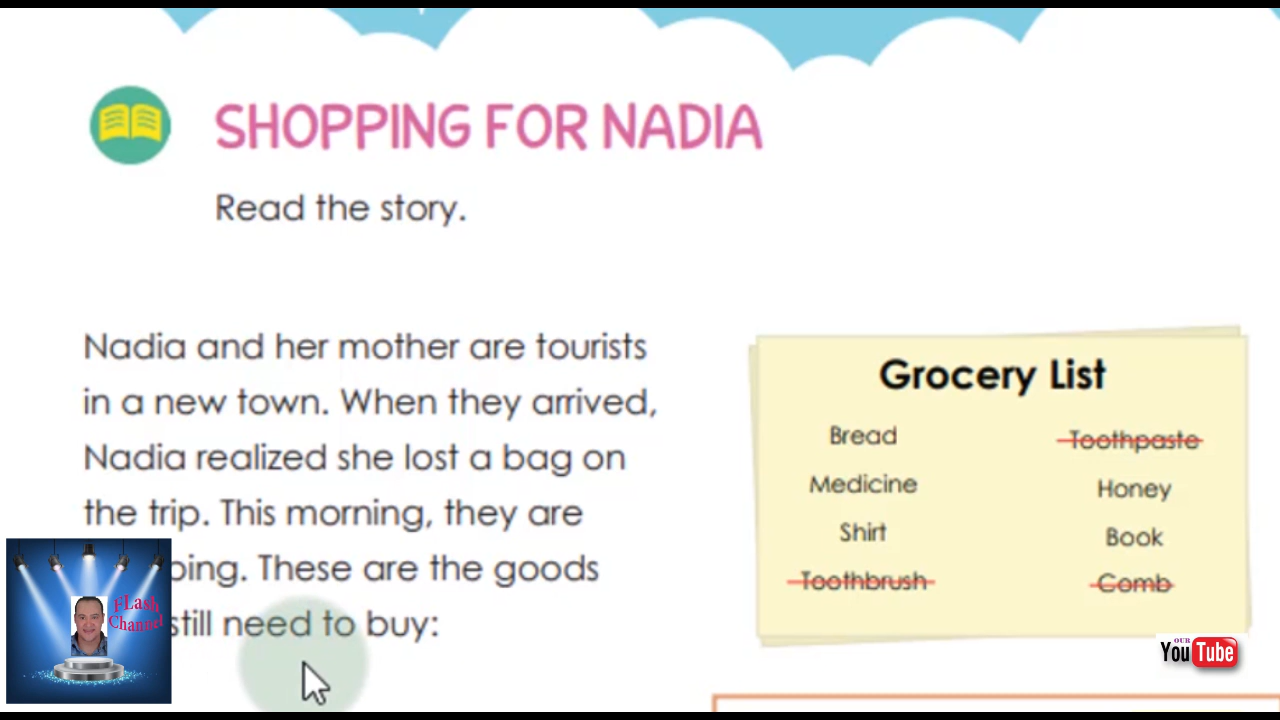 SHOPPING FOR NADIA
Read the story.
Nadia and her mother are tourists
in a new town. When they arrived,
Nadia realized she lost a bag on
the trip. This morning, they are
ping. These are the goods
still need to buy:
Grocery List
Bread
Medicine
Shirt
Toothbrush
Toothpaste
Honey
Book
Comb
FLash
Channel
OUR
YouTube